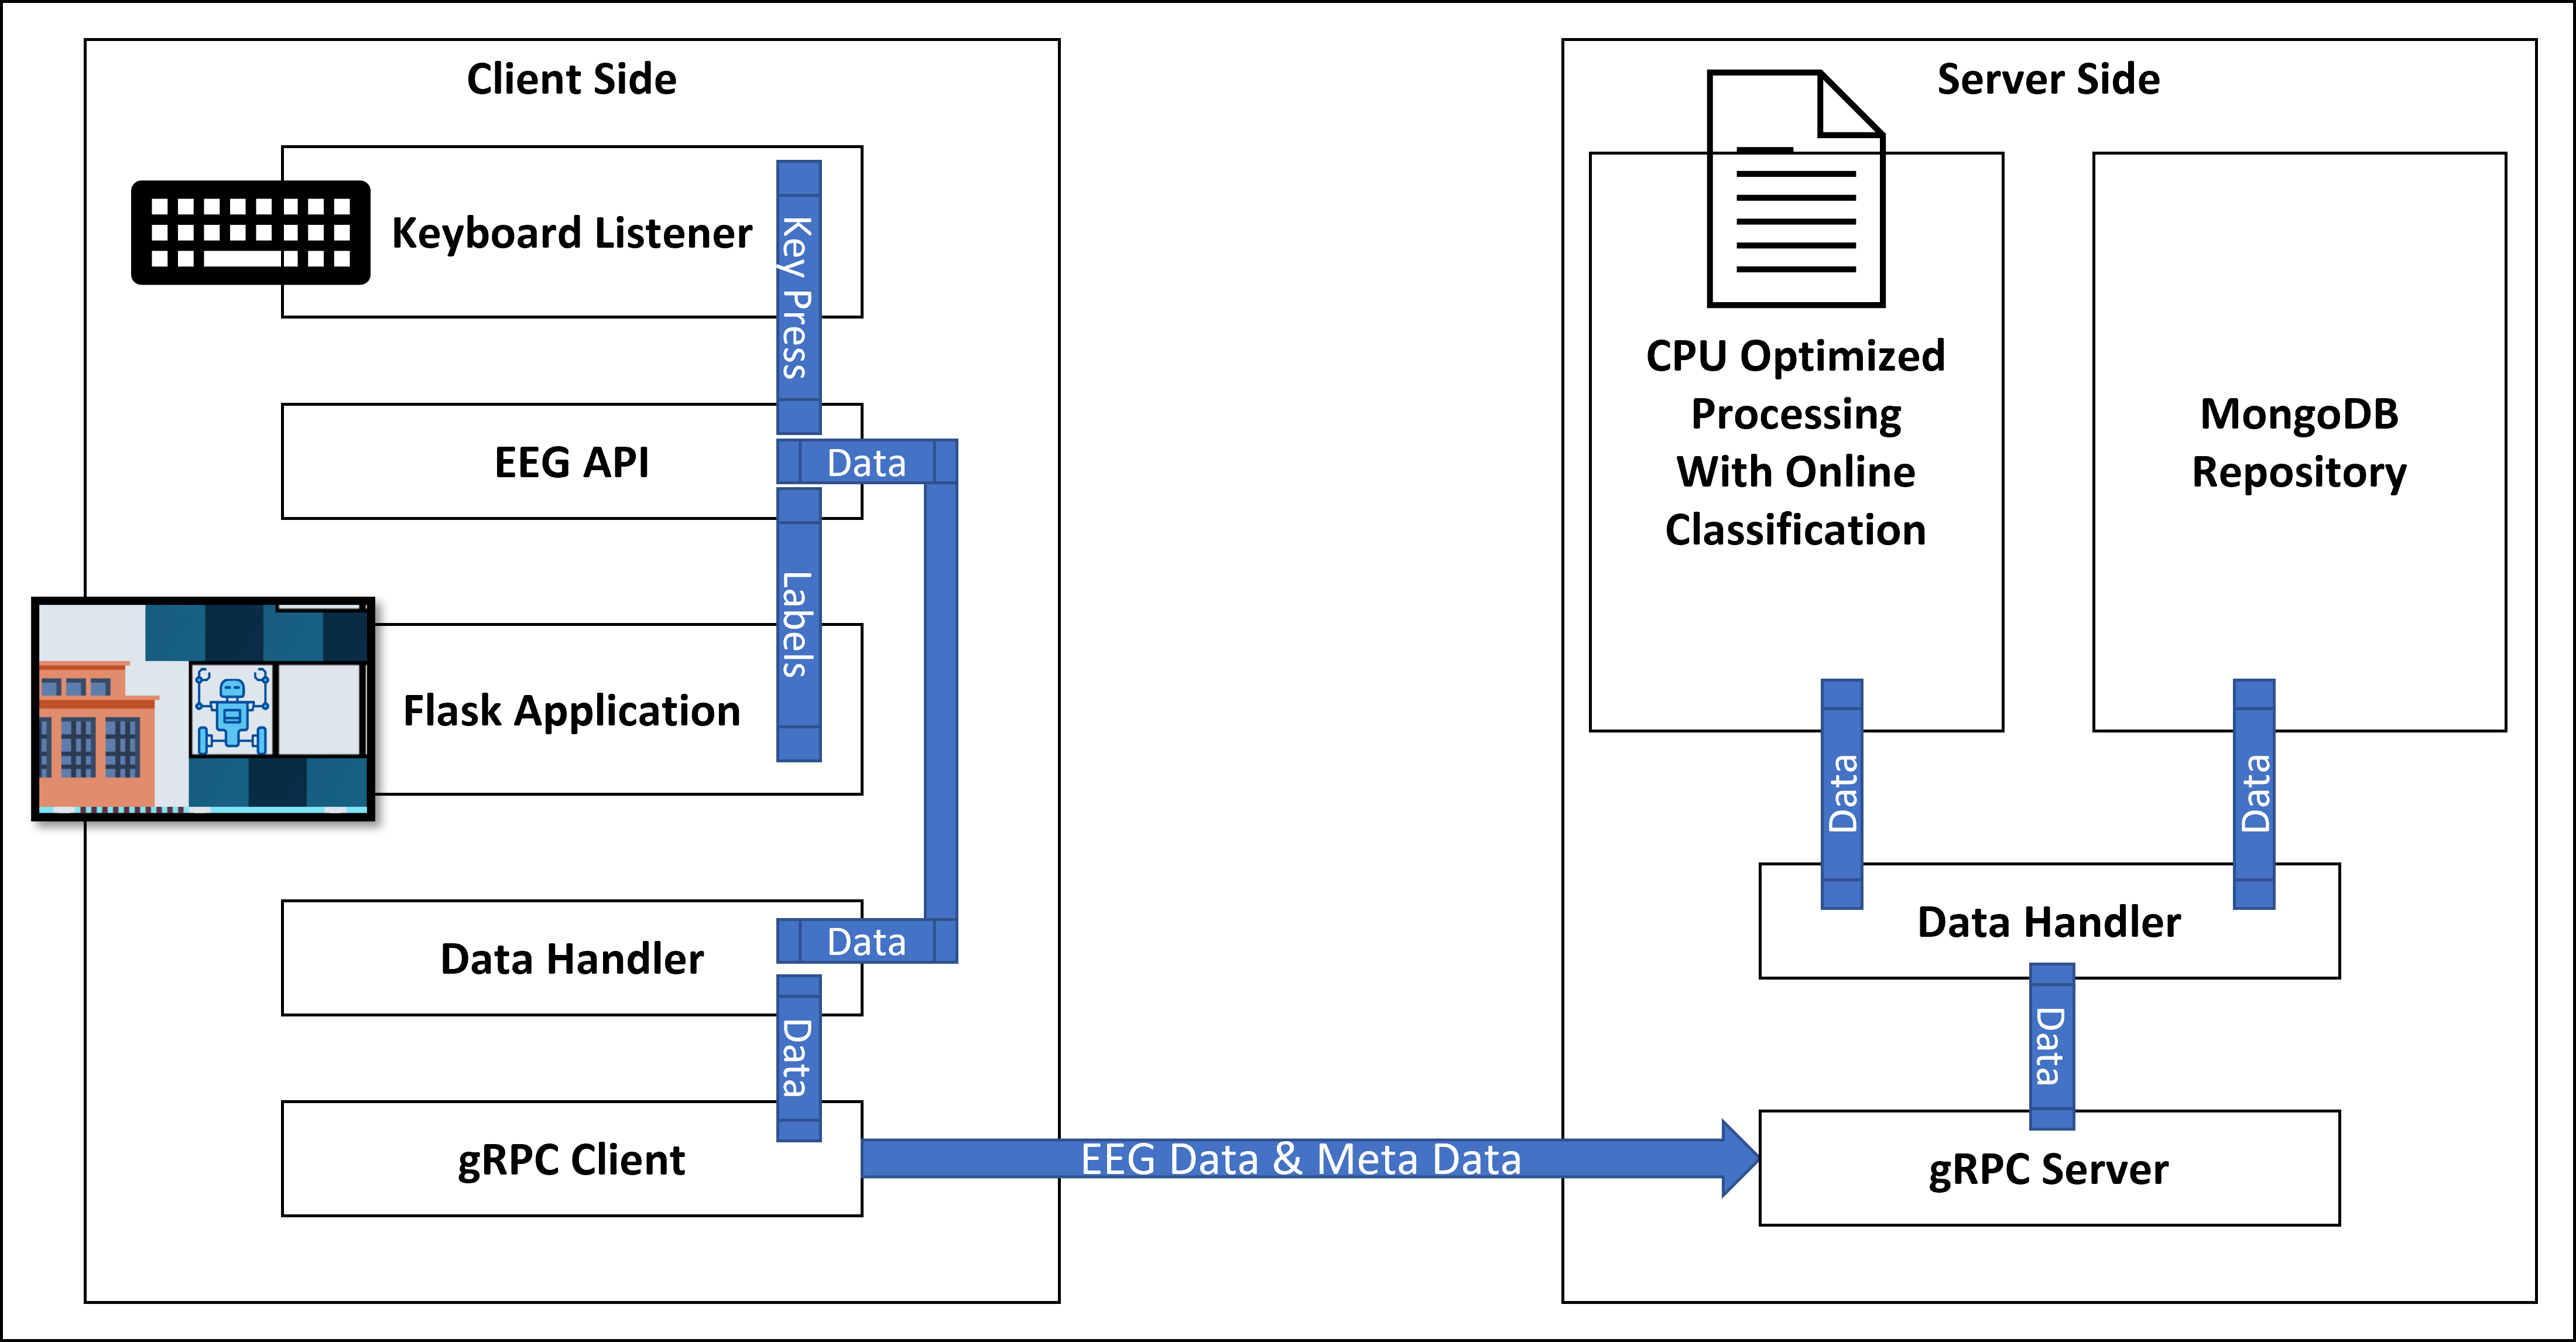 Client Side
Keyboard Listener
Key Press
EEG API
Data
Labels
Flask Application
Data Handler
Data
Data
gRPC Client
EEG Data & Meta Data
Server Side
CPU Optimized
Processing
With Online
Classification
MongoDB
Repository
Data
Data
Data Handler
Data
gRPC Server